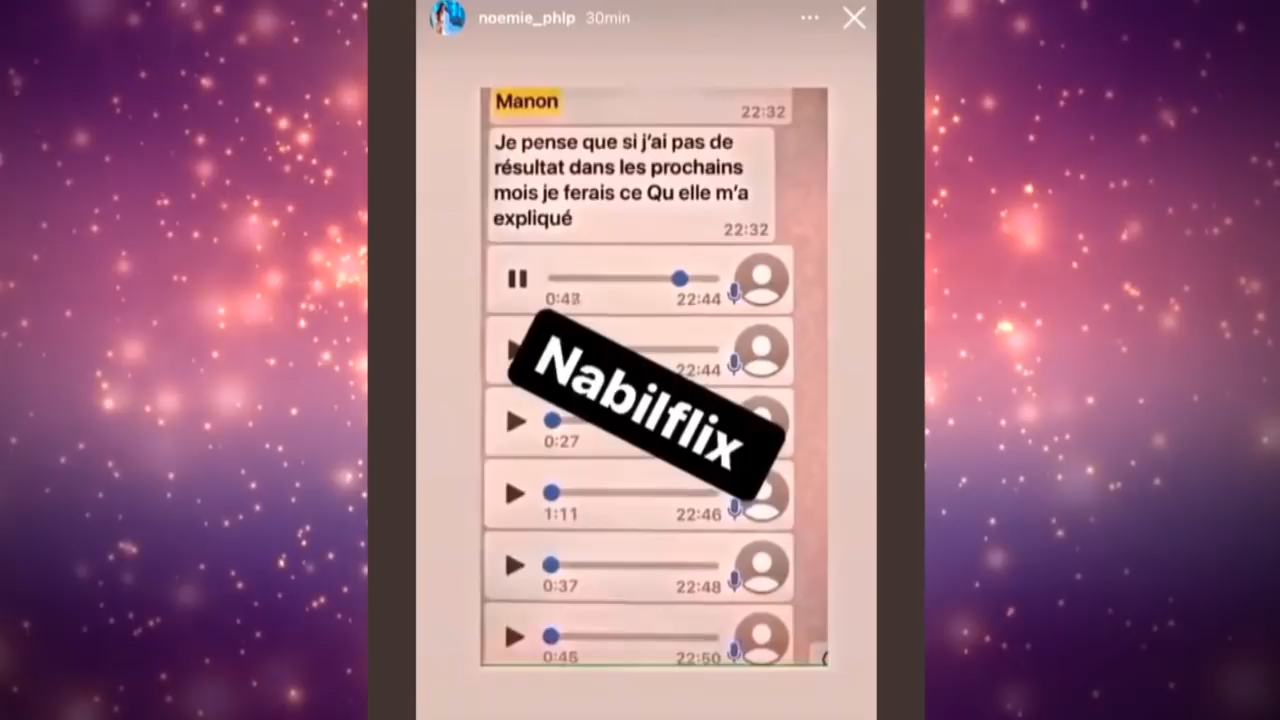 noemie_phlp 30min
Manon
22:32
Je pense que si j'ai pas de
résultat dans les prochains
mois je ferais ce Qu elle m'a
expliqué
22:32
22:44
22:44
Nabilflix
0:27
1:11 22:46
0:37 22:48
0:45 22:50